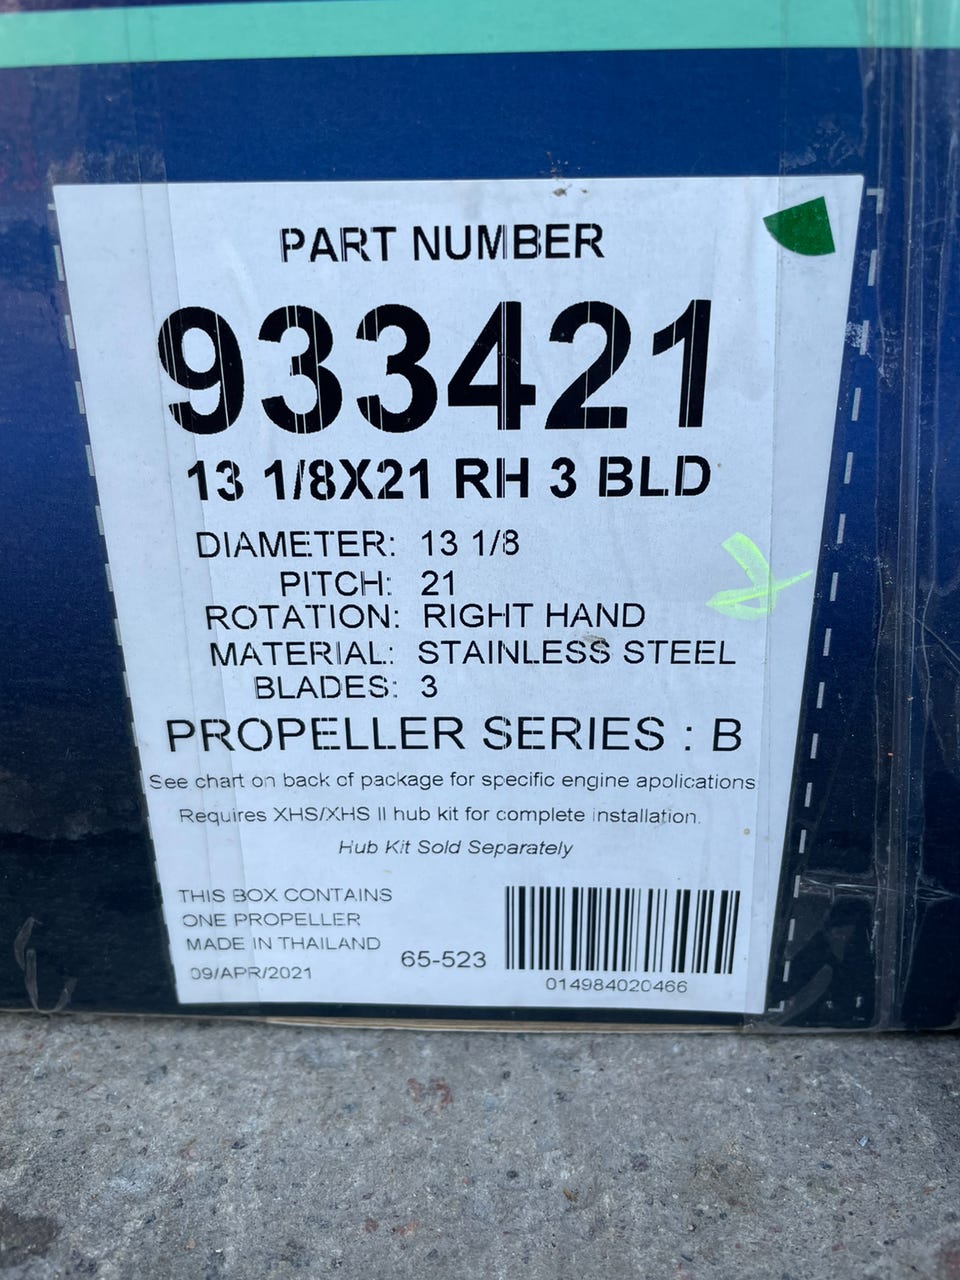 PART NUMBER
933421
13 1/8X21 RH 3 BLD
DIAMETER: 13 1/8
PITCH: 21
ROTATION: RIGHT HAND
MATERIAL: STAINLESS STEEL
BLADES: 3
PROPELLER SERIES : B
See chart on back of package for specific engine applications
Requires XHS/XHS II hub kit for complete installation.
Hub Kit Sold Separately
THIS BOX CONTAINS
ONE PROPELLER
MADE IN THAILAND
09/APR/2021
65-523
014984020466